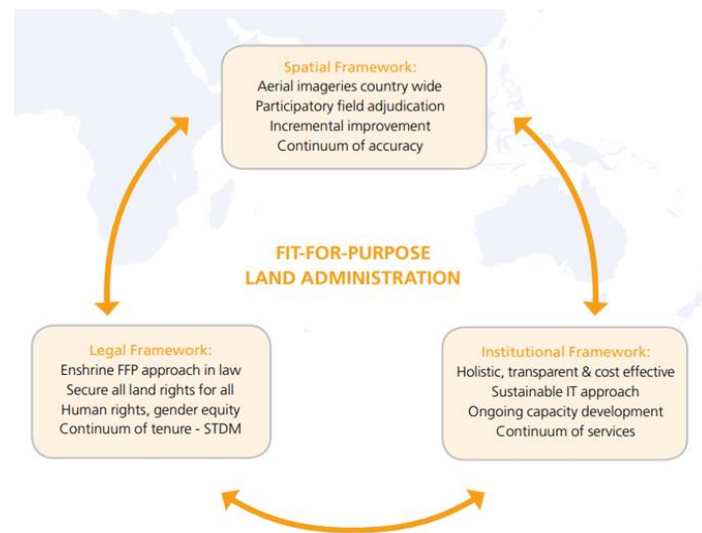 Spatial Framework:
Aerial imageries country wide
Participatory field adjudication
Incremental improvement
Continuum of accuracy
FIT-FOR-PURPOSE
LAND ADMINISTRATION
Legal Framework:
Enshrine FFP approach in law
Secure all land rights for all
Human rights, gender equity
Continuum of tenure - STDM
Institutional Framework:
Holistic, transparent & cost effective
Sustainable IT approach
Ongoing capacity development
Continuum of services